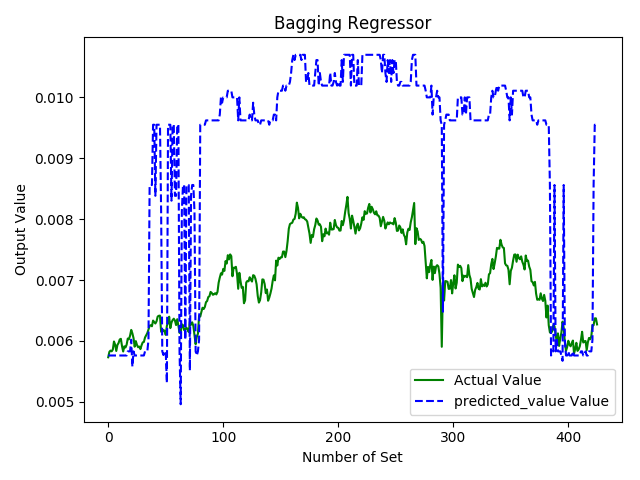 Bagging Regressor
Output Value
0.010
0.009
0.008
0.007
0.006
0.005
0 100 200 300 400
Number of Set
Actual Value
predicted_value Value